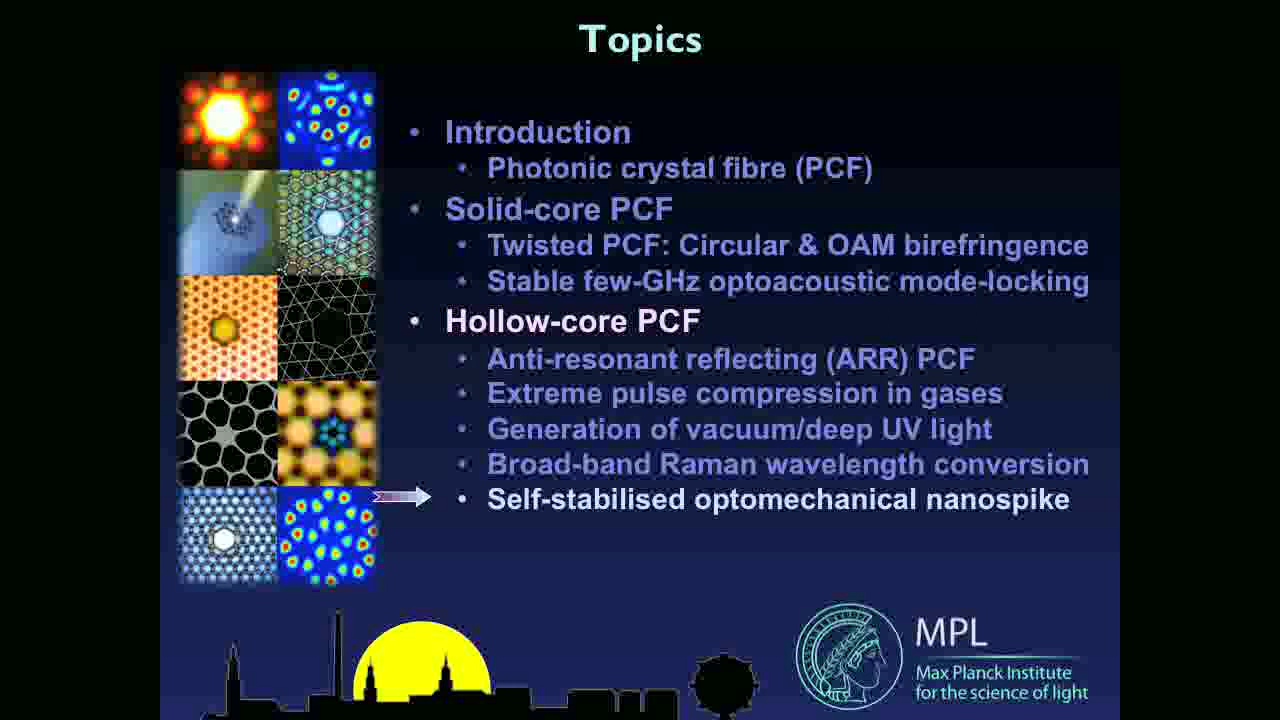 Topics
• Introduction
• Photonic crystal fibre (PCF)
• Solid-core PCF
• Twisted PCF: Circular & OAM birefringence
• Stable few-GHz optoacoustic mode-locking
• Hollow-core PCF
• Anti-resonant reflecting (ARR) PCF
• Extreme pulse compression in gases
• Generation of vacuum/deep UV light
• Broad-band Raman wavelength conversion
• Self-stabilised optomechanical nanospike
MPL
Max Planck Institute
for the science of light